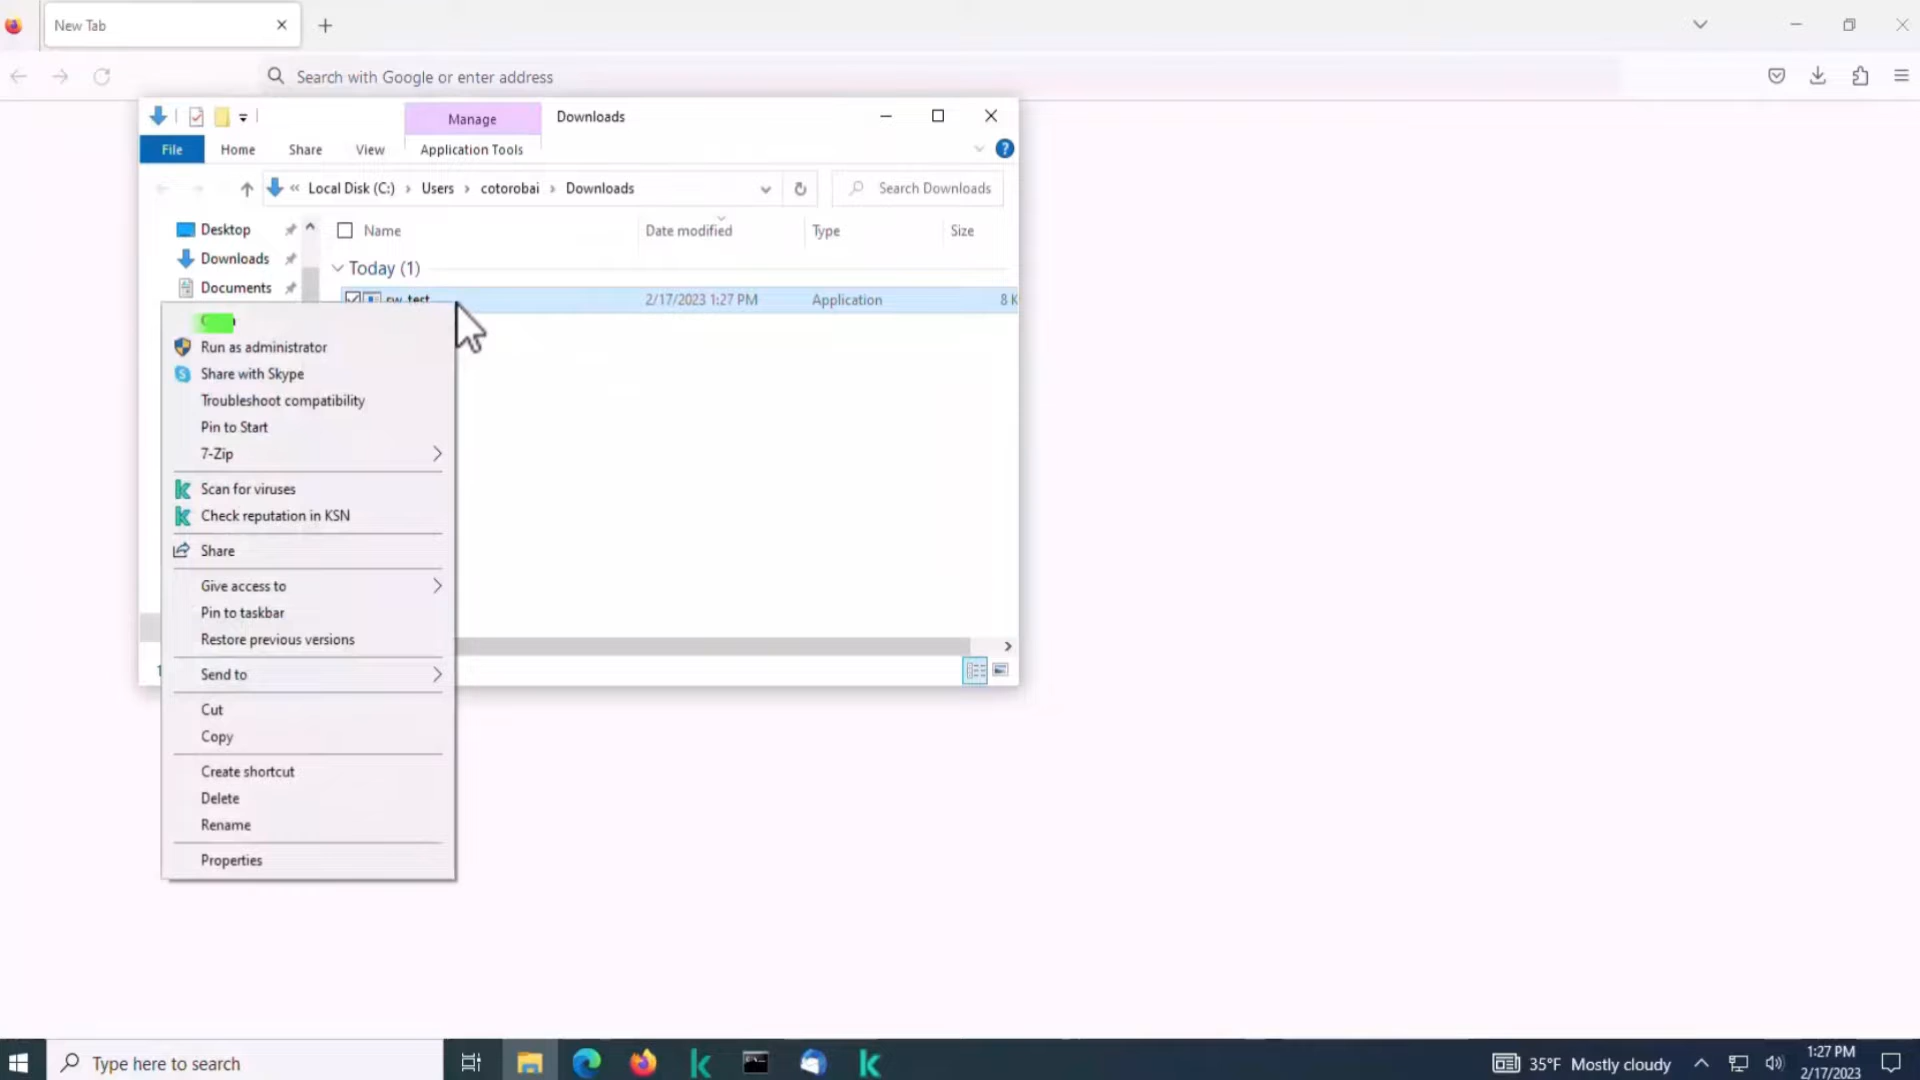 New Tab
Search with Google or enter address
Manage
Downloads
File
Home
Share
View
Application Tools
Local Disk (C:)
Users
cotorobai
Downloads
Search Downloads
Desktop
Downloads
Documents
Name
Date modified
Type
Size
Today (1)
rw_test
2/17/2023 1:27 PM
Application
8 K
Run as administrator
Share with Skype
Troubleshoot compatibility
Pin to Start
7-Zip
Scan for viruses
Check reputation in KSN
Share
Give access to
Pin to taskbar
Restore previous versions
Send to
Cut
Copy
Create shortcut
Delete
Rename
Properties
Type here to search
35°F Mostly cloudy
1:27 PM
2/17/2023